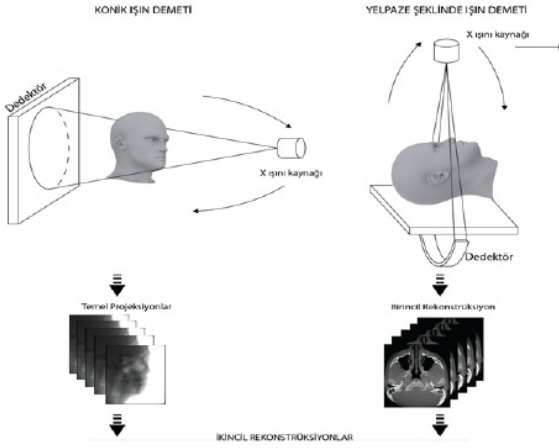 KONİK IŞIN DEMETİ
Dedektör
X ışını kaynağı
Temel Projeksiyonlar
YELPAZE ŞEKLİNDE IŞIN DEMETİ
X ışını kaynağı
Dedektör
Birincil Rekonstrüksiyon
İKİNCİL REKONSTRÜKSİYONLAR